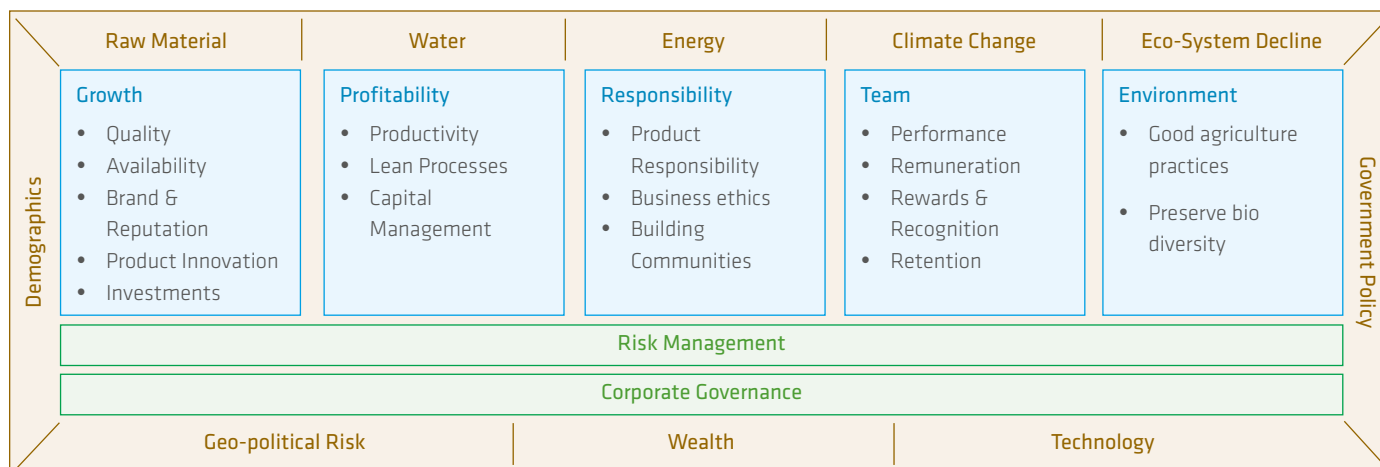 Raw Material
Water
Energy
Climate Change
Eco-System Decline
Demographics
Growth
• Quality
• Availability
• Brand &
Reputation
• Product Innovation
• Investments
Profitability
• Productivity
• Lean Processes
• Capital
Management
Responsibility
• Product
Responsibility
• Business ethics
• Building
Communities
Team
• Performance
• Remuneration
• Rewards &
Recognition
• Retention
Environment
• Good agriculture
practices
• Preserve bio
diversity
Government Policy
Risk Management
Corporate Governance
Geo-political Risk
Wealth
Technology